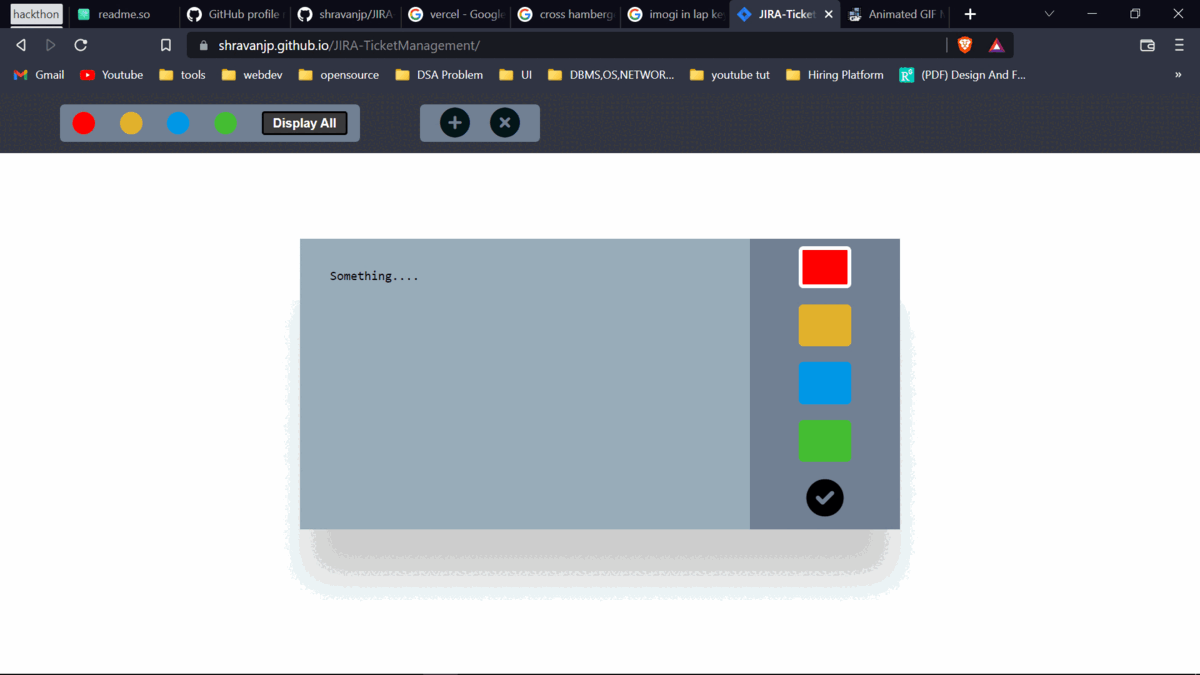 hackthon
readme.so
GitHub profile
shravanjp/JIRA
vercel - Google
cross hamberg
imogi in lap ke
JIRA-Ticket
Animated GIF
shravanjp.github.io/JIRA-TicketManagement/
Gmail
Youtube
tools
webdev
opensource
DSA Problem
UI
DBMS,OS,NETWOR...
youtube tut
Hiring Platform
(PDF) Design And F...
»
Display All
Something....